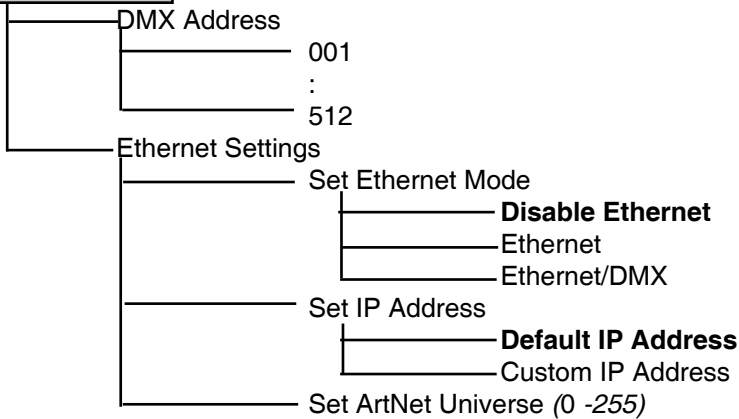 DMX Address
001
:
512
Ethernet Settings
Set Ethernet Mode
Disable Ethernet
Ethernet
Ethernet/DMX
Set IP Address
Default IP Address
Custom IP Address
Set ArtNet Universe (0 -255)